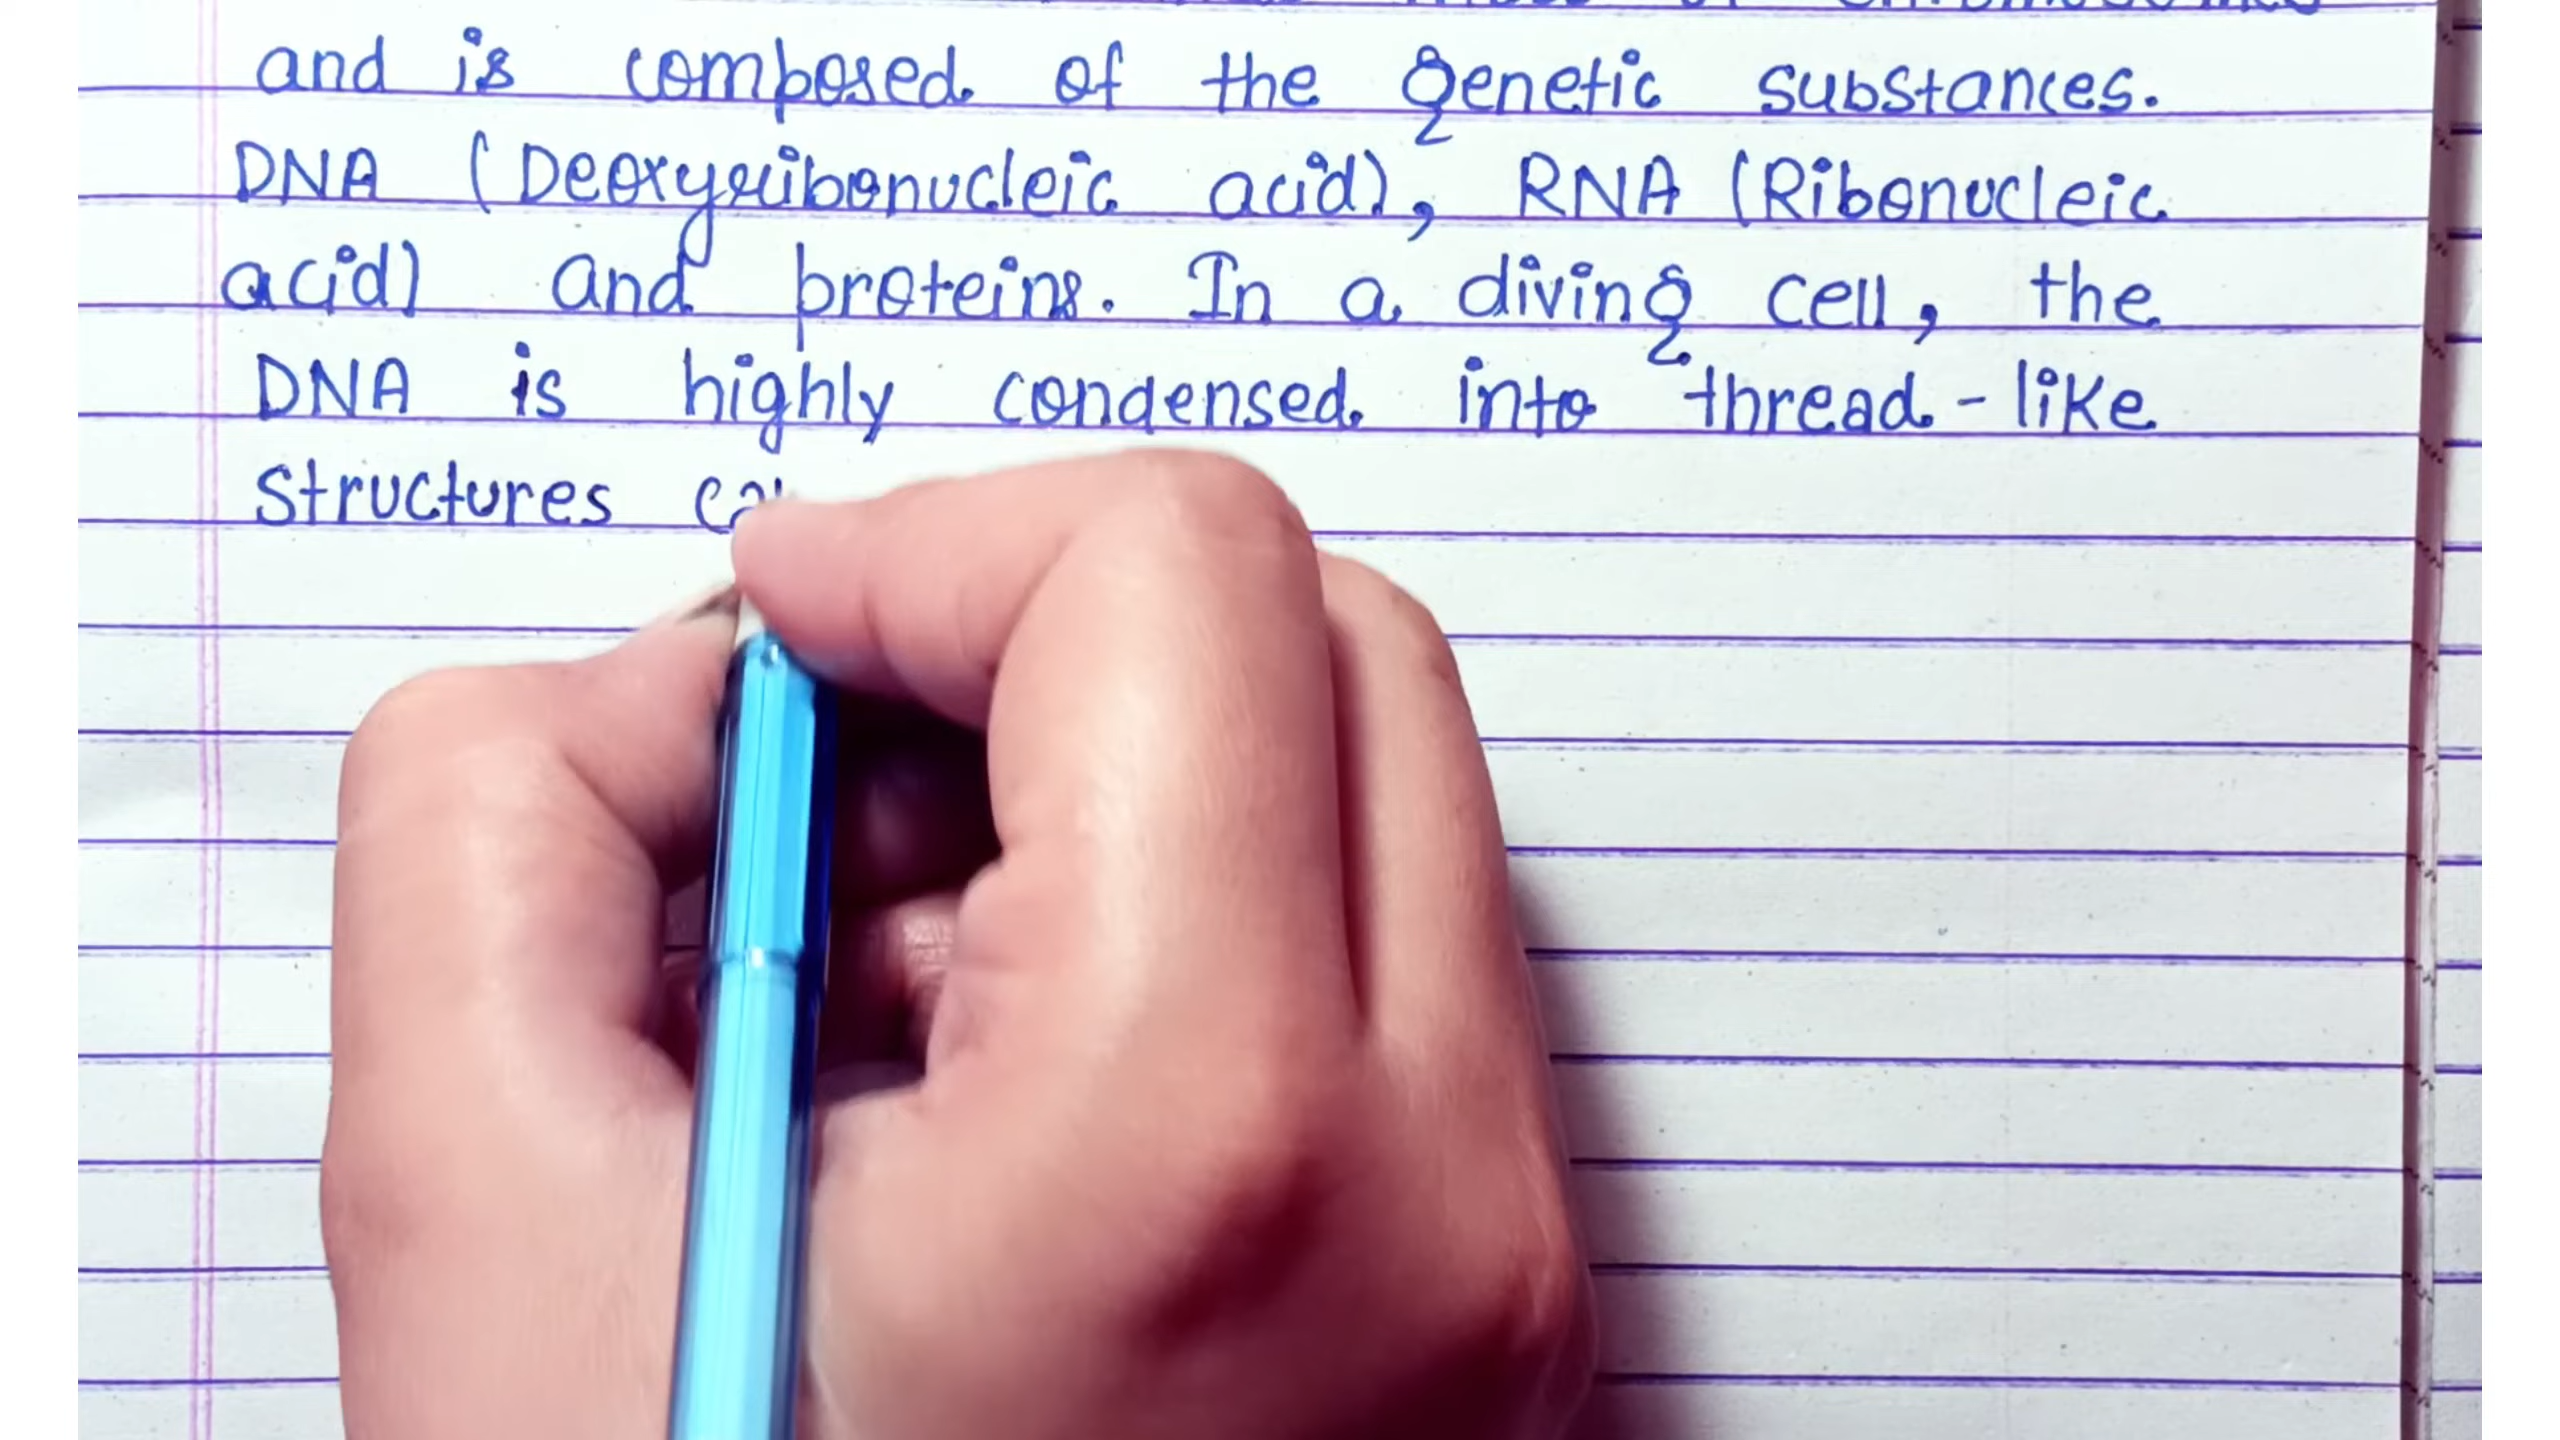 and is composed of the genetic substances.
DNA (Deoxyribonucleic acid), RNA (Ribonucleic
acid) and proteins. In a diving cell, the
DNA is highly condensed into thread-like
structures